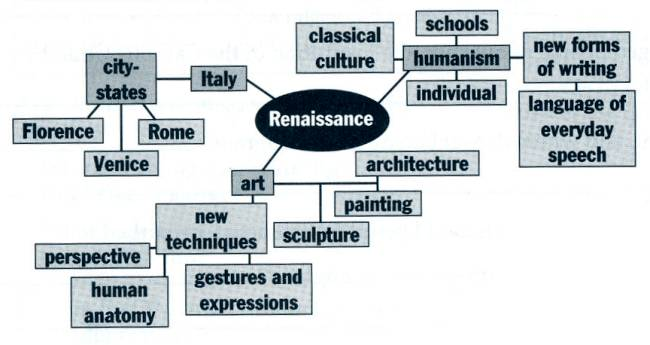 schools
classical
culture
humanism
new forms
of writing
individual
language of
everyday
speech
city-
states
Italy
Renaissance
Florence
Rome
Venice
architecture
art
painting
sculpture
new
techniques
perspective
human
anatomy
gestures and
expressions